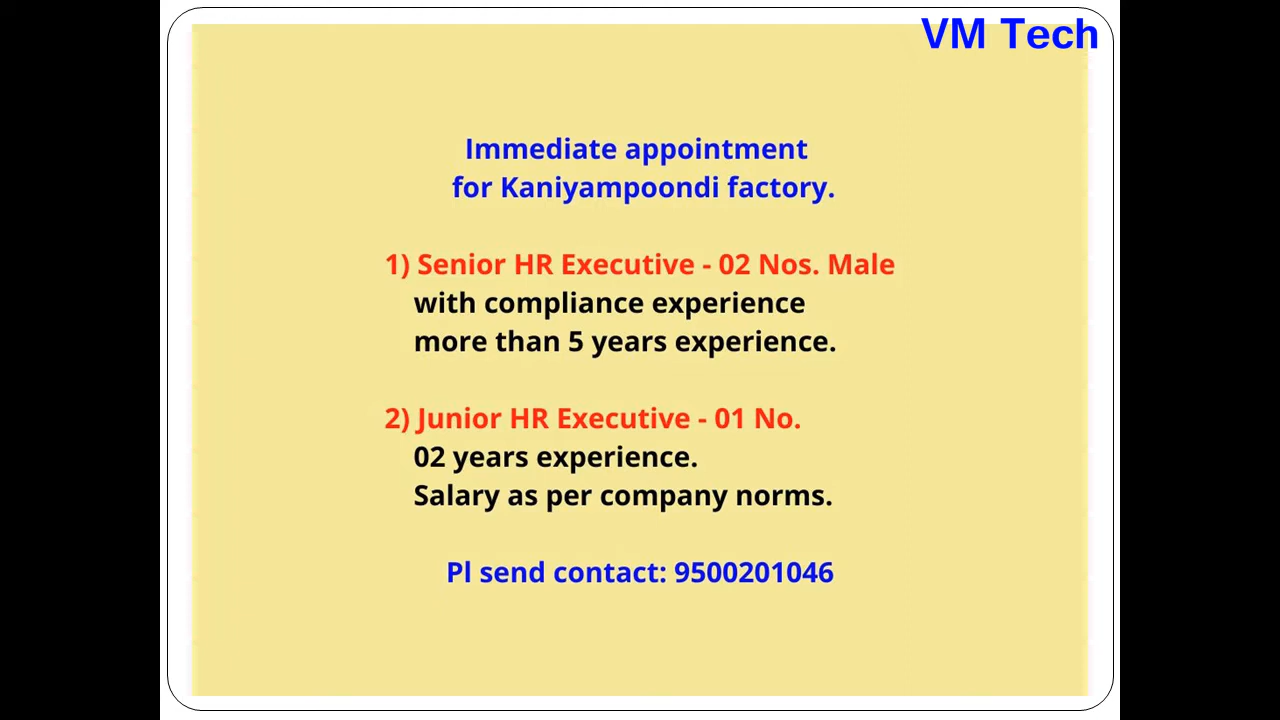 VM Tech
Immediate appointment
for Kaniyampoondi factory.
1) Senior HR Executive - 02 Nos. Male
with compliance experience
more than 5 years experience.
2) Junior HR Executive - 01 No.
02 years experience.
Salary as per company norms.
Pl send contact: 9500201046